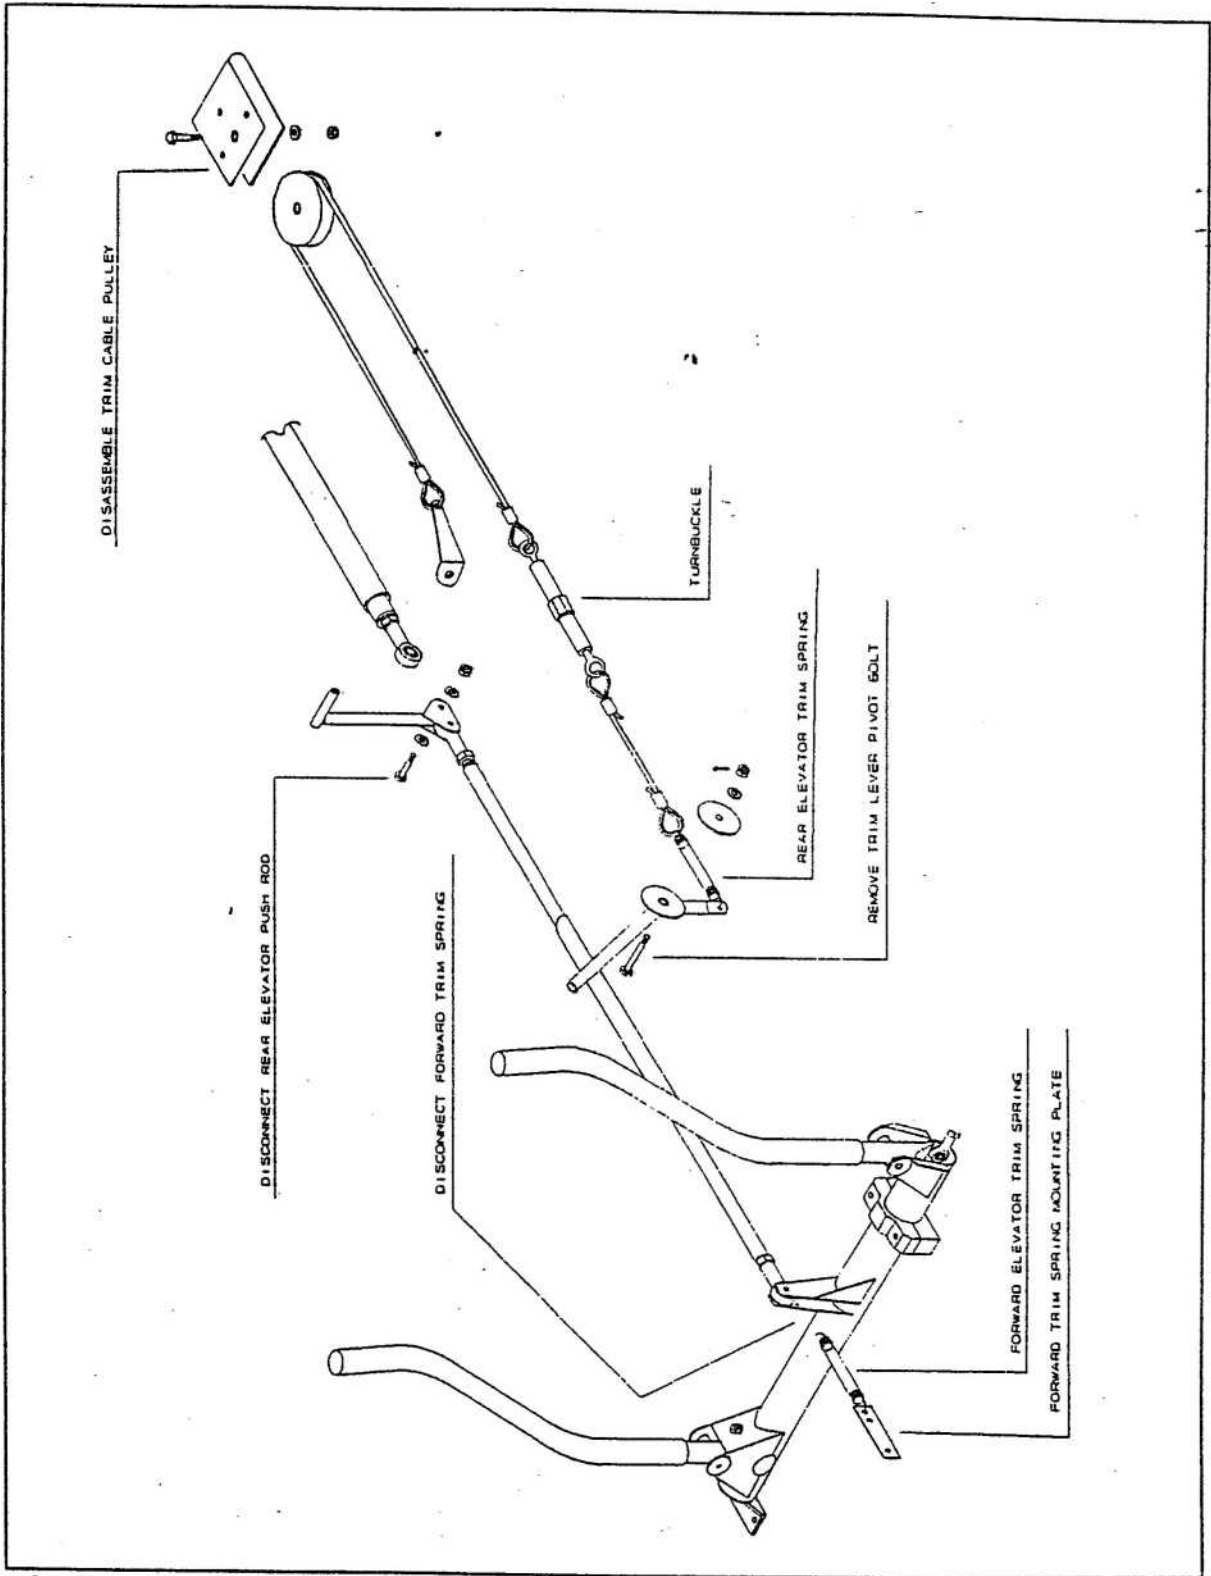 DISASSEMBLE TRIM CABLE PULLEY
DISCONNECT REAR ELEVATOR PUSH ROD
DISCONNECT FORWARD TRIM SPRING
TURNBUCKLE
REAR ELEVATOR TRIM SPRING
REMOVE TRIM LEVER PIVOT BOLT
FORWARD ELEVATOR TRIM SPRING
FORWARD TRIM SPRING MOUNTING PLATE